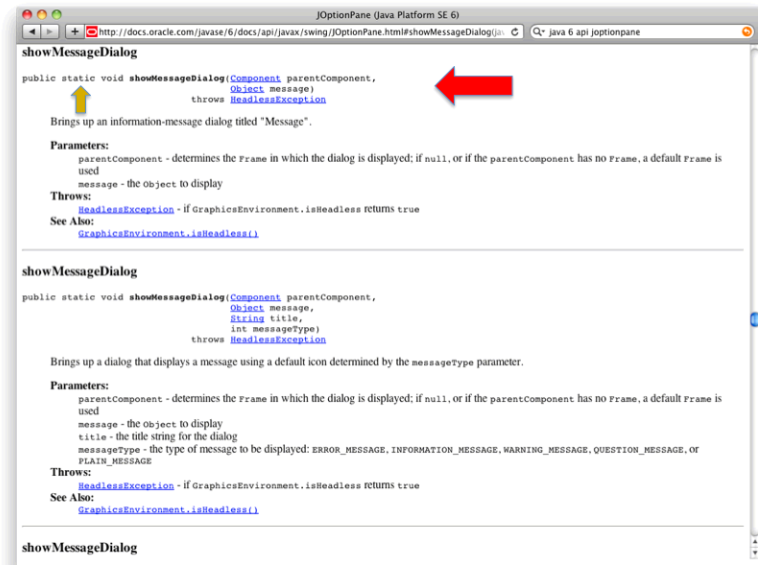 JOptionPane (Java Platform SE 6)
http://docs.oracle.com/javase/6/docs/api/javax/swing/JOptionPane.html#showMessageDialog(ja
java 6 api joptionpane
showMessageDialog
public static void showMessageDialog(Component parentComponent,
Object message)
throws HeadlessException
Brings up an information-message dialog titled "Message".
Parameters:
parentComponent - determines the Frame in which the dialog is displayed; if null, or if the parentComponent has no Frame, a default Frame is
used
message - the Object to display
Throws:
HeadlessException - if GraphicsEnvironment.isHeadless returns true
See Also:
GraphicsEnvironment.isHeadless()
showMessageDialog
public static void showMessageDialog(Component parentComponent,
Object message,
String title,
int messageType)
throws HeadlessException
Brings up a dialog that displays a message using a default icon determined by the messageType parameter.
Parameters:
parentComponent - determines the Frame in which the dialog is displayed; if null, or if the parentComponent has no Frame, a default Frame is
used
message - the Object to display
title - the title string for the dialog
messageType - the type of message to be displayed: ERROR_MESSAGE, INFORMATION_MESSAGE, WARNING_MESSAGE, QUESTION_MESSAGE, or
PLAIN_MESSAGE
Throws:
HeadlessException - if GraphicsEnvironment.isHeadless returns true
See Also:
GraphicsEnvironment.isHeadless()
showMessageDialog